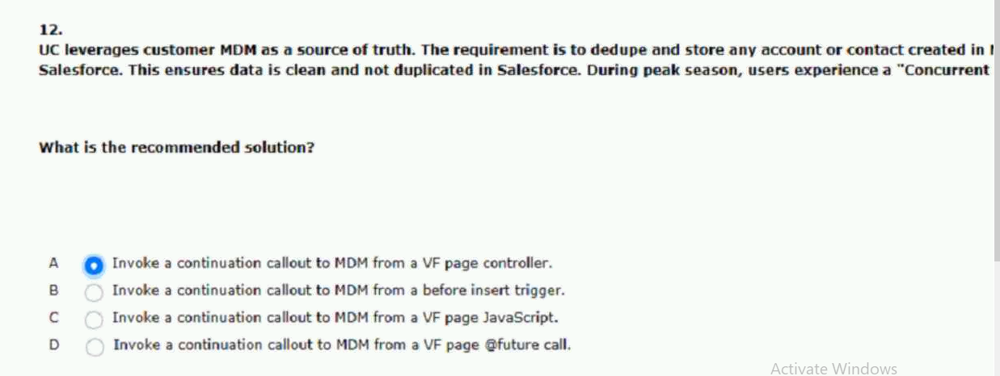 12.
UC leverages customer MDM as a source of truth. The requirement is to dedupe and store any account or contact created in
Salesforce. This ensures data is clean and not duplicated in Salesforce. During peak season, users experience a "Concurrent
What is the recommended solution?
A Invoke a continuation callout to MDM from a VF page controller.
B Invoke a continuation callout to MDM from a before insert trigger.
C Invoke a continuation callout to MDM from a VF page JavaScript.
D Invoke a continuation callout to MDM from a VF page @future call.
Activate Windows